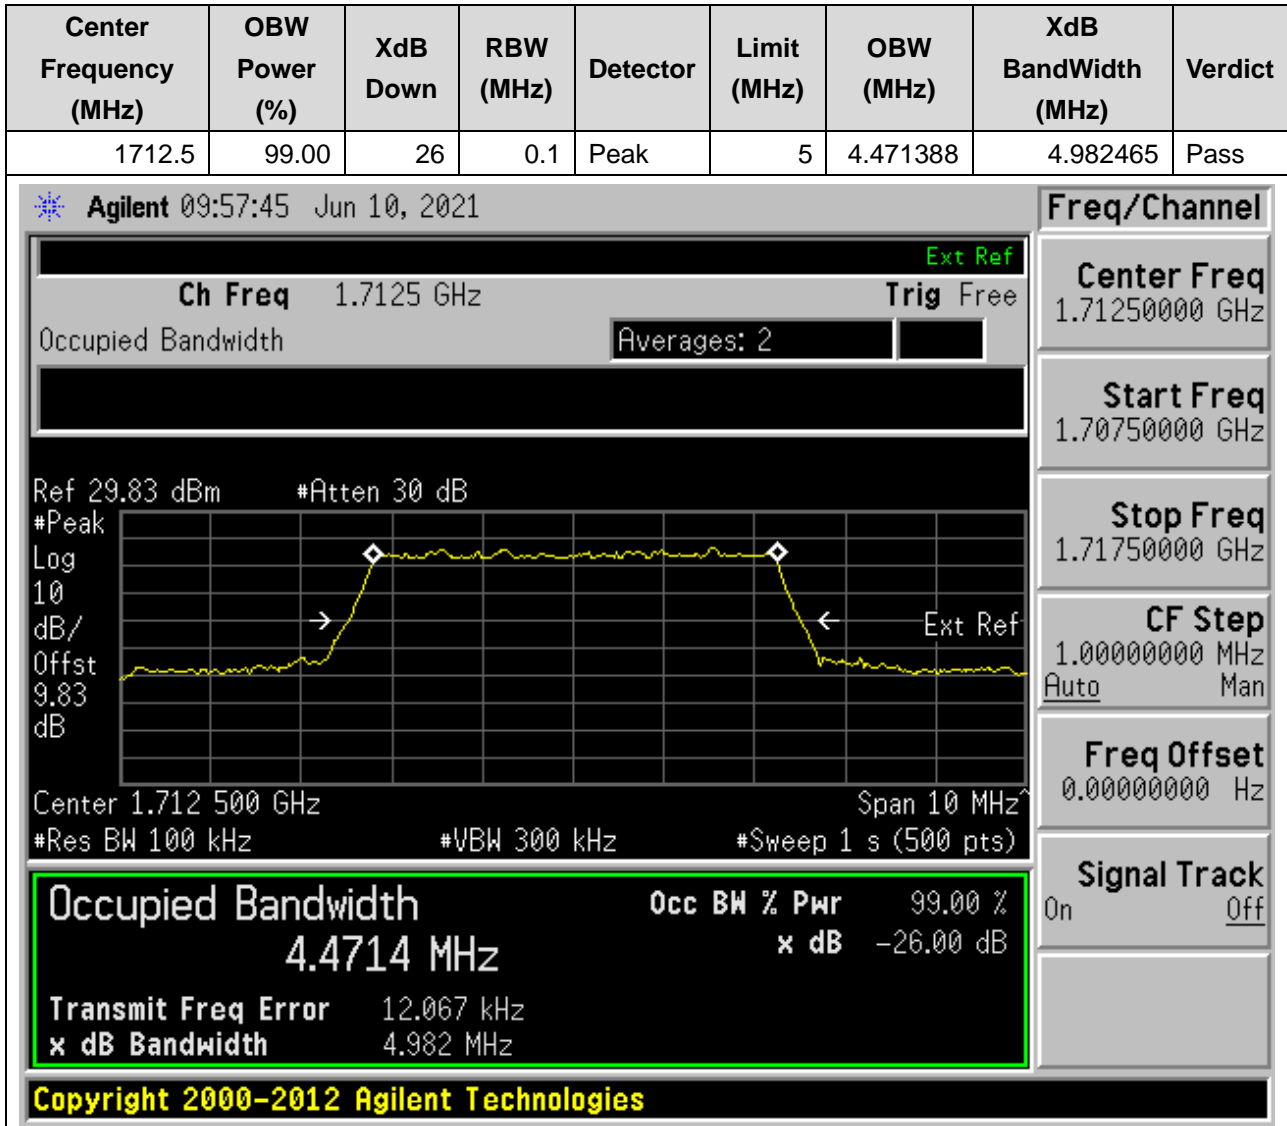 Center Frequency (MHz) OBW Power (%) XdB Down RBW (MHz) Detector Limit (MHz) OBW (MHz) XdB BandWidth (MHz) Verdict
1712.5 99.00 26 0.1 Peak 5 4.471388 4.982465 Pass
Agilent 09:57:45 Jun 10, 2021
Freq/Channel
Ext Ref
Ch Freq 1.7125 GHz Trig Free
Occupied Bandwidth Averages: 2
Ref 29.83 dBm #Atten 30 dB
#Peak
Log
10
dB/
Offst
9.83
dB
Ext Ref
Center 1.712 500 GHz Span 10 MHz^
#Res BW 100 kHz #VBW 300 kHz #Sweep 1 s (500 pts)
Occupied Bandwidth Occ BW % Pwr 99.00 %
4.4714 MHz x dB -26.00 dB
Transmit Freq Error 12.067 kHz
x dB Bandwidth 4.982 MHz
Center Freq
1.71250000 GHz
Start Freq
1.70750000 GHz
Stop Freq
1.71750000 GHz
CF Step
1.00000000 MHz
Auto Man
Freq Offset
0.00000000 Hz
Signal Track
On Off
Copyright 2000-2012 Agilent Technologies